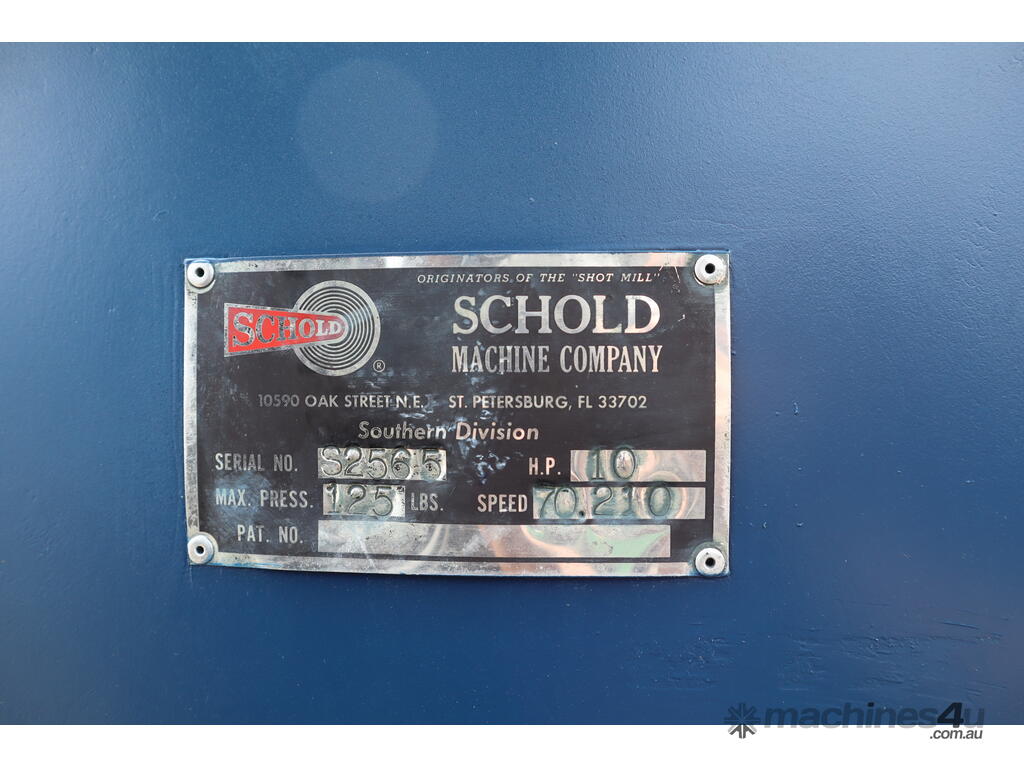 ORIGINATORS OF THE "SHOT MILL"
SCHOLD
SCHOLD
®
MACHINE COMPANY
10590 OAK STREET N.E. ST. PETERSBURG, FL 33702
Southern Division
SERIAL NO. S2565 H.P. 10
MAX. PRESS. 125 LBS. SPEED 70.210
PAT. NO.
machines4u
.com.au